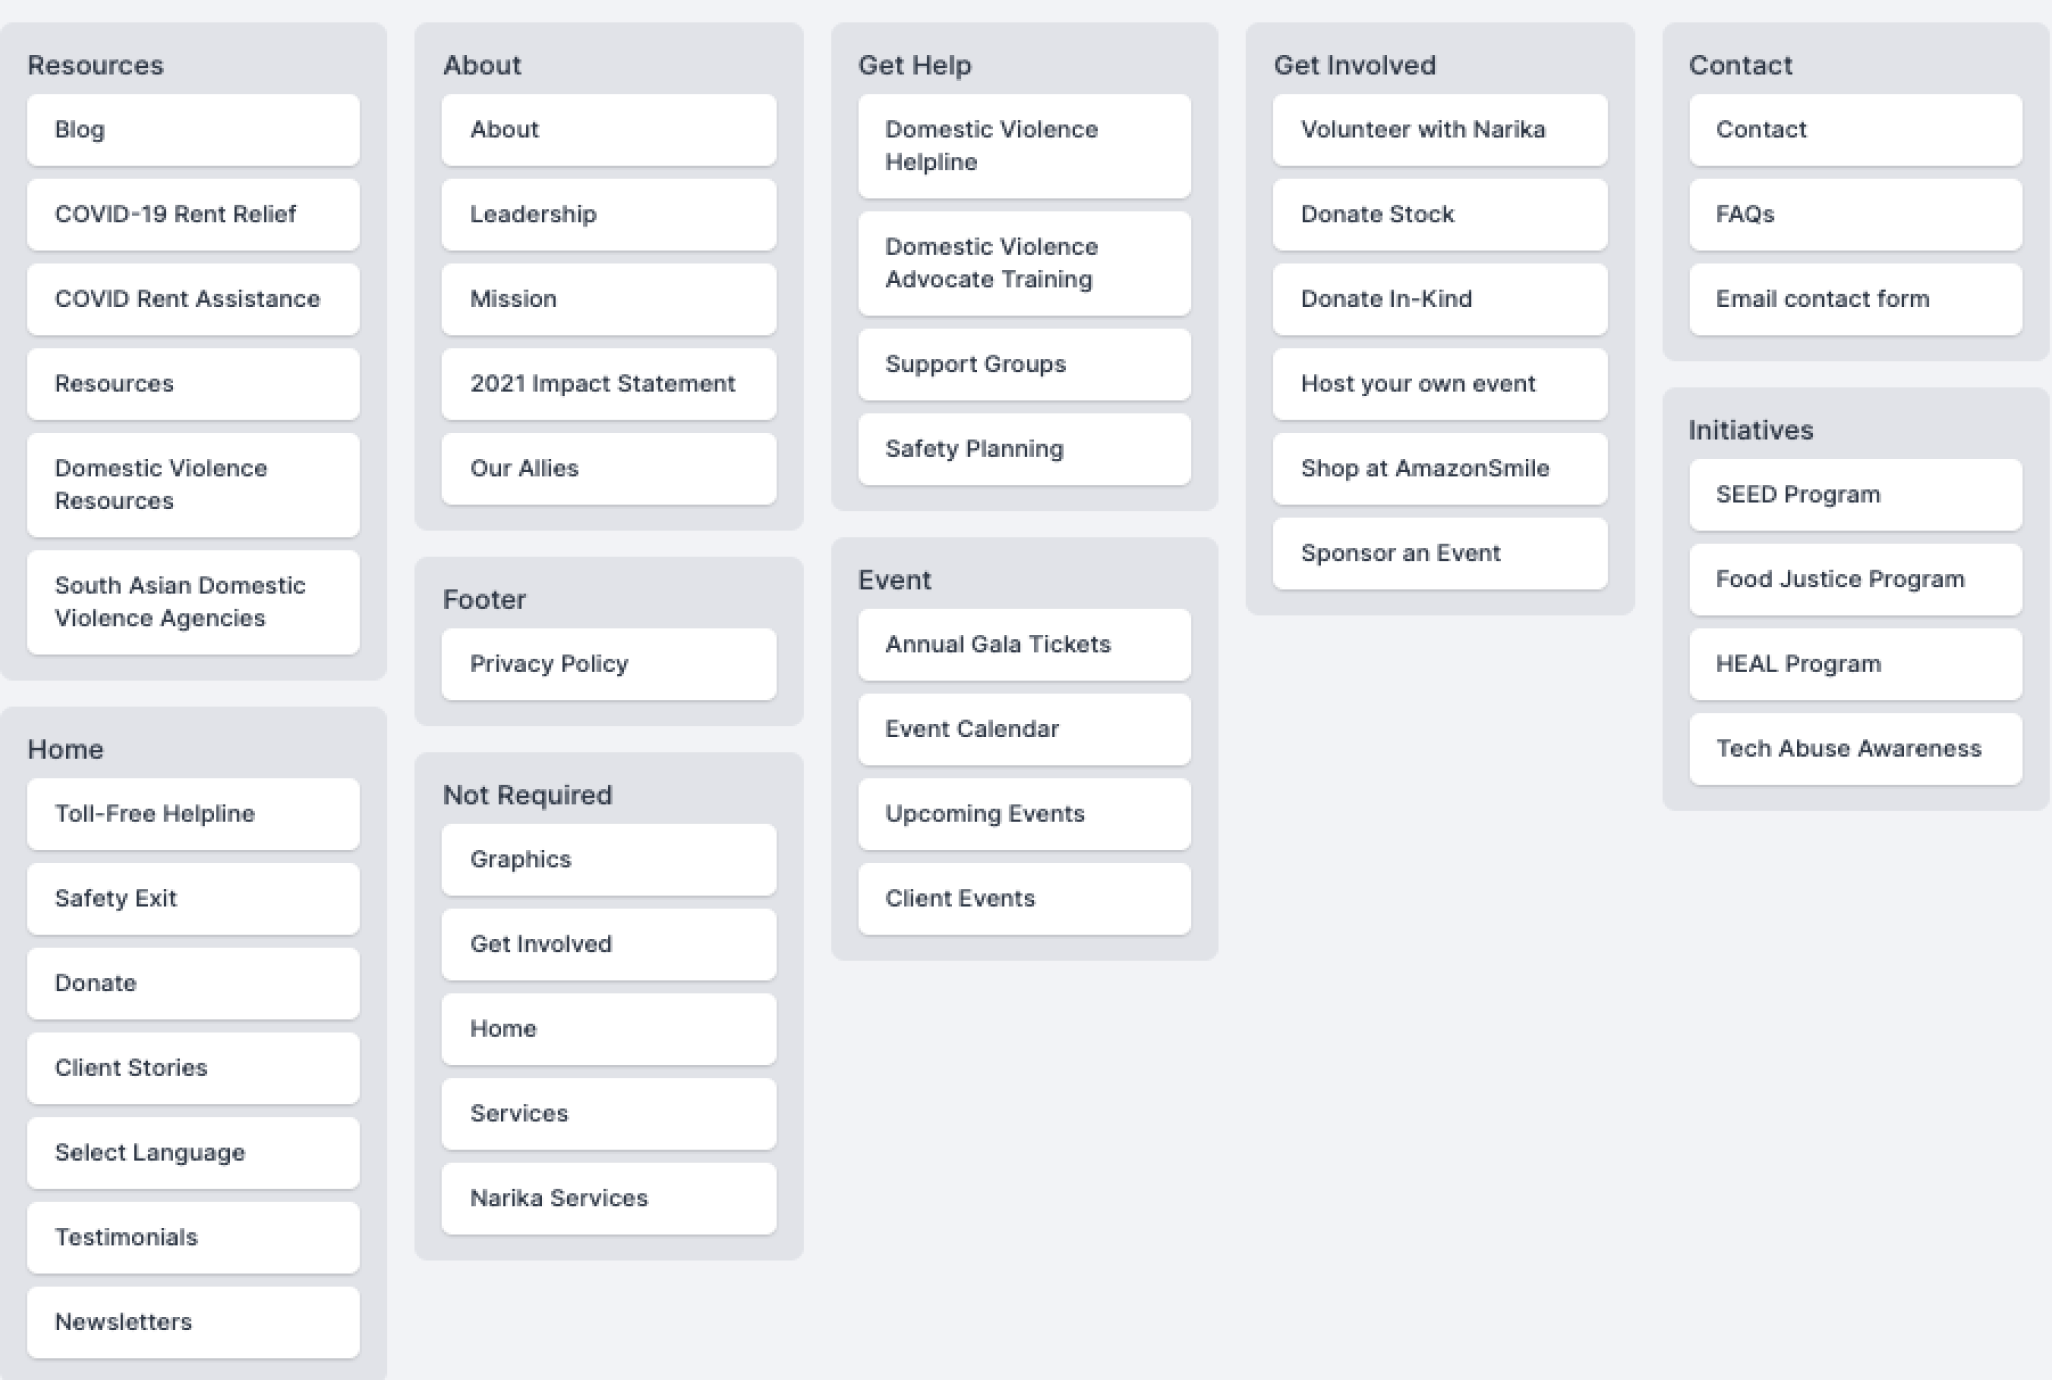 Resources
Blog
COVID-19 Rent Relief
COVID Rent Assistance
Resources
Domestic Violence
Resources
South Asian Domestic
Violence Agencies
Home
Toll-Free Helpline
Safety Exit
Donate
Client Stories
Select Language
Testimonials
Newsletters
About
About
Leadership
Mission
2021 Impact Statement
Our Allies
Footer
Privacy Policy
Not Required
Graphics
Get Involved
Home
Services
Narika Services
Get Help
Domestic Violence
Helpline
Domestic Violence
Advocate Training
Support Groups
Safety Planning
Event
Annual Gala Tickets
Event Calendar
Upcoming Events
Client Events
Get Involved
Volunteer with Narika
Donate Stock
Donate In-Kind
Host your own event
Shop at AmazonSmile
Sponsor an Event
Contact
Contact
FAQs
Email contact form
Initiatives
SEED Program
Food Justice Program
HEAL Program
Tech Abuse Awareness